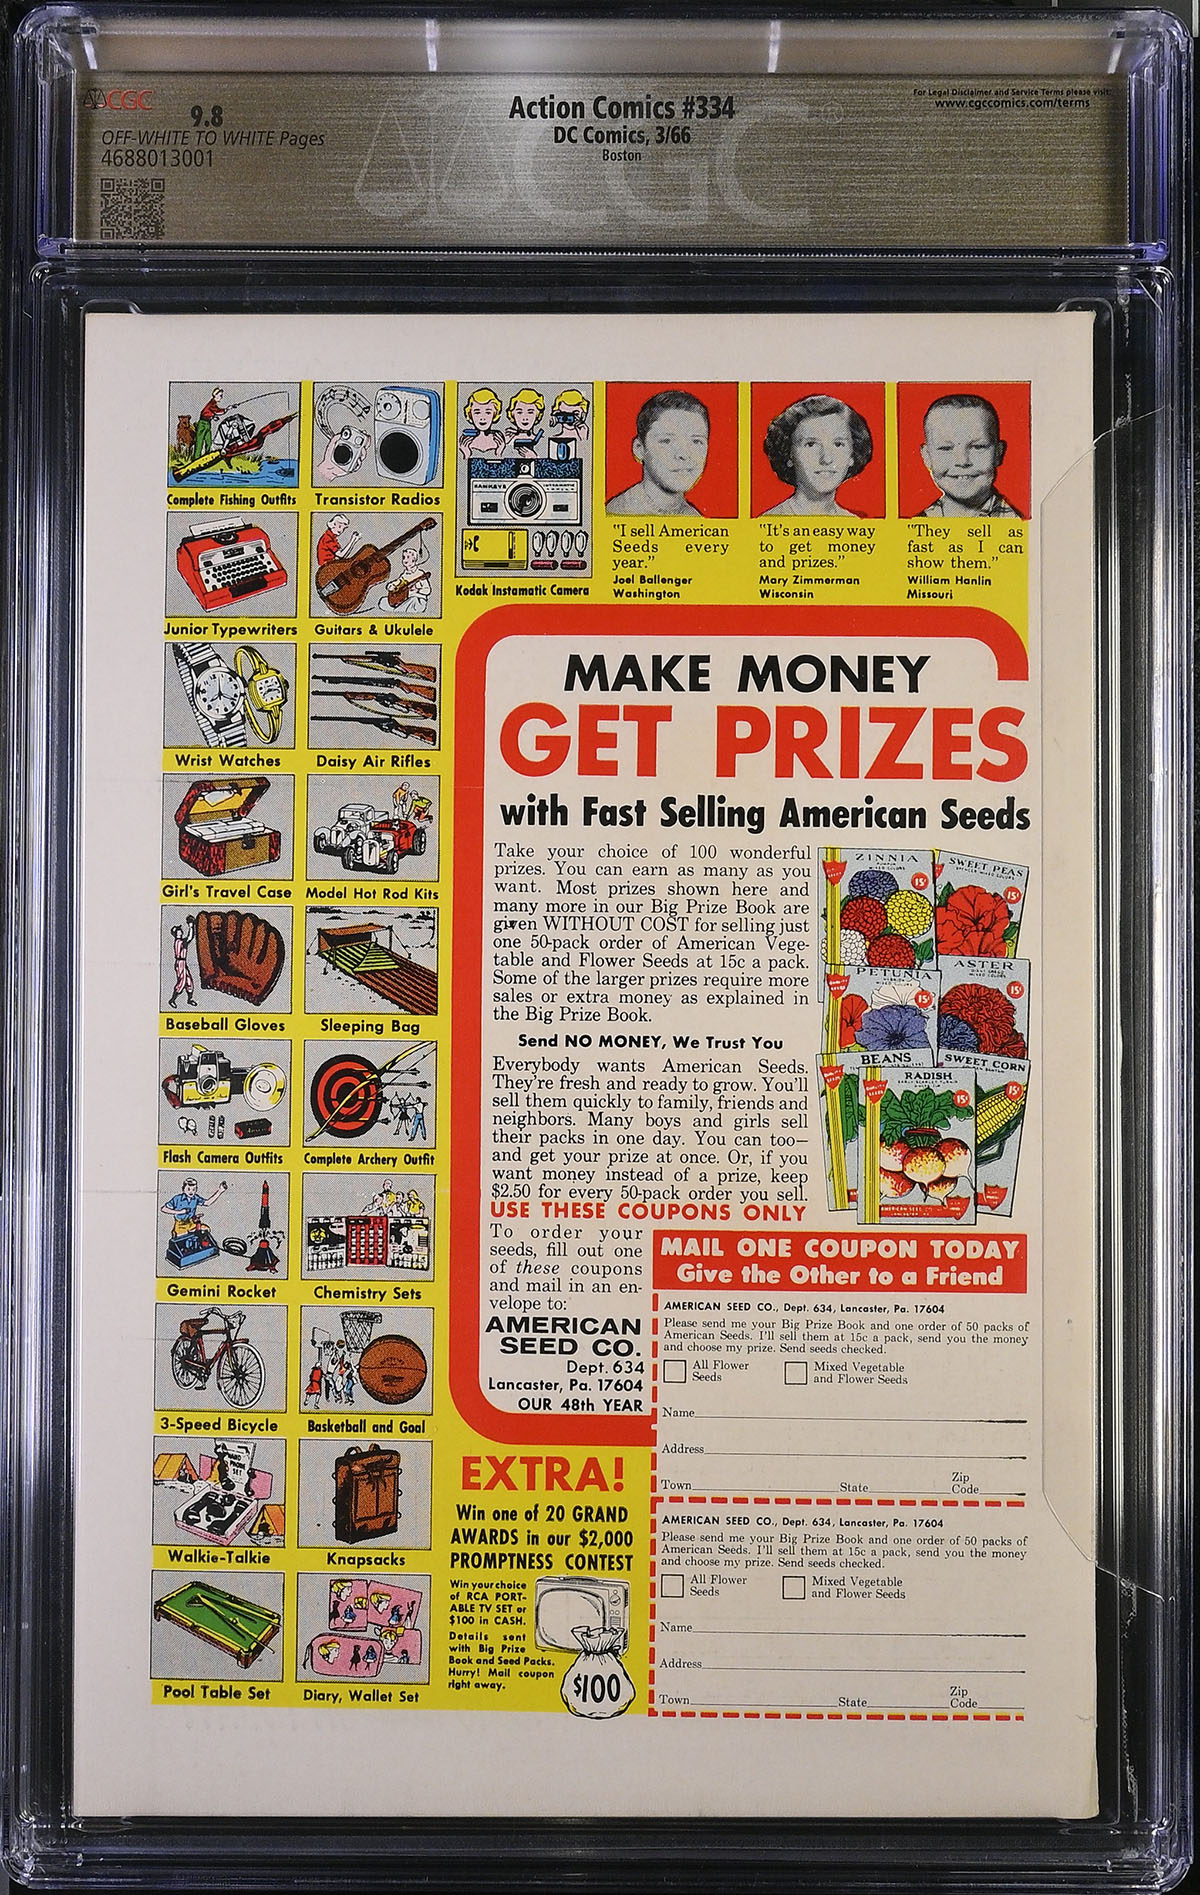 CGC
9.8
OFF-WHITE TO WHITE Pages
4688013001
Action Comics #334
DC Comics, 3/66
Boston
For Legal Disclaimer and Service Terms please visit:
www.cgccomics.com/terms
CGC
Complete Fishing Outfits
Transistor Radios
Kodak Instamatic Camera
Junior Typewriters
Guitars & Ukulele
Wrist Watches
Daisy Air Rifles
Girl's Travel Case
Model Hot Rod Kits
Baseball Gloves
Sleeping Bag
Flash Camera Outfits
Complete Archery Outfit
Gemini Rocket
Chemistry Sets
3-Speed Bicycle
Basketball and Goal
Walkie-Talkie
Knapsacks
Pool Table Set
Diary, Wallet Set
"I sell American
Seeds every
year."
Joel Ballenger
Washington
"It's an easy way
to get money
and prizes."
Mary Zimmerman
Wisconsin
"They sell as
fast as I can
show them."
William Hanlin
Missouri
MAKE MONEY
GET PRIZES
with Fast Selling American Seeds
Take your choice of 100 wonderful
prizes. You can earn as many as you
want. Most prizes shown here and
many more in our Big Prize Book are
given WITHOUT COST for selling just
one 50-pack order of American Vege-
table and Flower Seeds at 15c a pack.
Some of the larger prizes require more
sales or extra money as explained in
the Big Prize Book.
Send NO MONEY, We Trust You
Everybody wants American Seeds.
They're fresh and ready to grow. You'll
sell them quickly to family, friends and
neighbors. Many boys and girls sell
their packs in one day. You can too—
and get your prize at once. Or, if you
want money instead of a prize, keep
$2.50 for every 50-pack order you sell.
USE THESE COUPONS ONLY
To order your
seeds, fill out one
of these coupons
and mail in an en-
velope to:
AMERICAN
SEED CO.
Dept. 634
Lancaster, Pa. 17604
OUR 48th YEAR
ZINNIA
15¢
SWEET PEAS
15¢
PETUNIA
15¢
ASTER
15¢
BEANS
SWEET CORN
15¢
RADISH
15¢
AMERICAN SEED CO.
LANCASTER, PA.
MAIL ONE COUPON TODAY
Give the Other to a Friend
AMERICAN SEED CO., Dept. 634, Lancaster, Pa. 17604
Please send me your Big Prize Book and one order of 50 packs of
American Seeds. I'll sell them at 15c a pack, send you the money
and choose my prize. Send seeds checked.
All Flower
Seeds
Mixed Vegetable
and Flower Seeds
Name
Address
Town State Zip
Code
AMERICAN SEED CO., Dept. 634, Lancaster, Pa. 17604
Please send me your Big Prize Book and one order of 50 packs of
American Seeds. I'll sell them at 15c a pack, send you the money
and choose my prize. Send seeds checked.
All Flower
Seeds
Mixed Vegetable
and Flower Seeds
Name
Address
Town State Zip
Code
EXTRA!
Win one of 20 GRAND
AWARDS in our $2,000
PROMPTNESS CONTEST
Win your choice
of RCA PORT-
ABLE TV SET or
$100 in CASH.
Details sent
with Big Prize
Book and Seed Packs.
Hurry! Mail coupon
right away.
$100